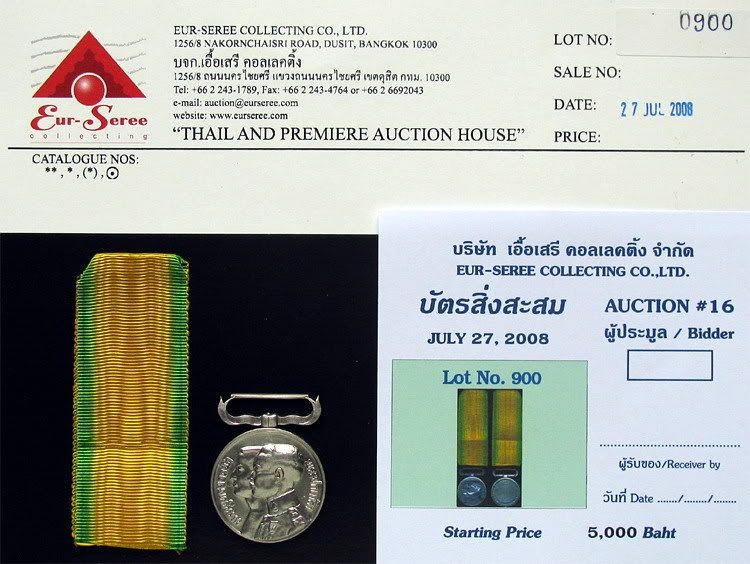 Eur-Seree
collecting
CATALOGUE NOS:
**, *, (*), ⊙
EUR-SEREE COLLECTING CO., LTD.
1256/8 NAKORNCHAISRI ROAD, DUSIT, BANGKOK 10300
บจก.เอื้อเสรี คอลเลคติ้ง
1256/8 ถนนนครไชยศรี แขวงถนนนครไชยศรี เขตดุสิต กทม. 10300
Tel: +66 2 243-1789, Fax: +66 2 243-4764 or +66 2 6692043
e-mail: auction@eurseree.com
website: www.eurseree.com
"THAILAND PREMIERE AUCTION HOUSE"
LOT NO: 0900
SALE NO:
DATE: 27 JUL 2008
PRICE:
บริษัท เอื้อเสรี คอลเลคติ้ง จำกัด
EUR-SEREE COLLECTING CO.,LTD.
บัตรสิ่งสะสม
JULY 27, 2008
AUCTION #16
ผู้ประมูล / Bidder
Lot No. 900
ผู้รับของ/Receiver by
วันที่ Date ....../......./........
Starting Price 5,000 Baht